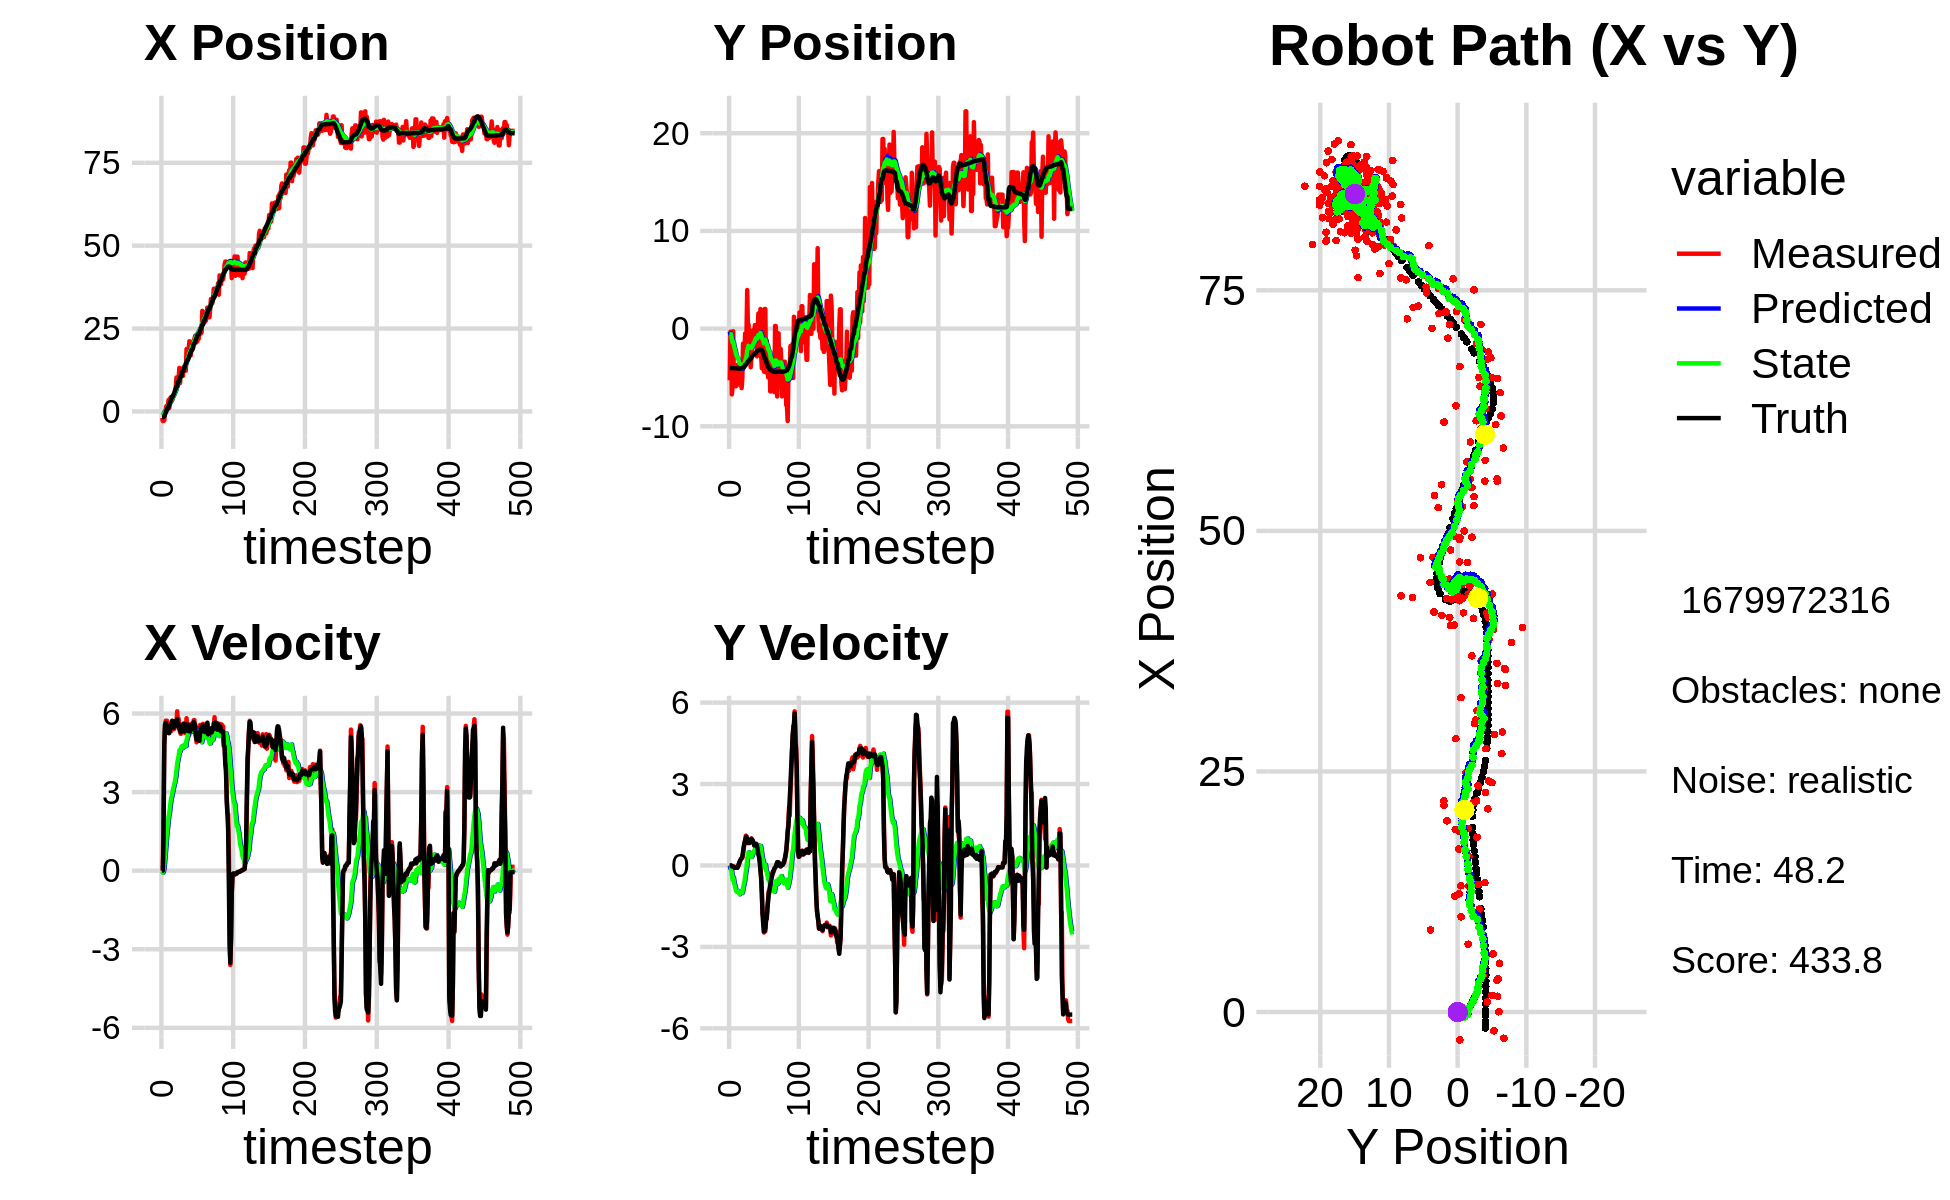 X Position
75
50
25
0
0
100
200
300
400
500
timestep
Y Position
20
10
0
-10
0
100
200
300
400
500
timestep
X Velocity
6
3
0
-3
-6
0
100
200
300
400
500
timestep
Y Velocity
6
3
0
-3
-6
0
100
200
300
400
500
timestep
Robot Path (X vs Y)
X Position
75
50
25
0
20 10 0 -10 -20
Y Position
variable
Measured
Predicted
State
Truth
1679972316
Obstacles: none
Noise: realistic
Time: 48.2
Score: 433.8